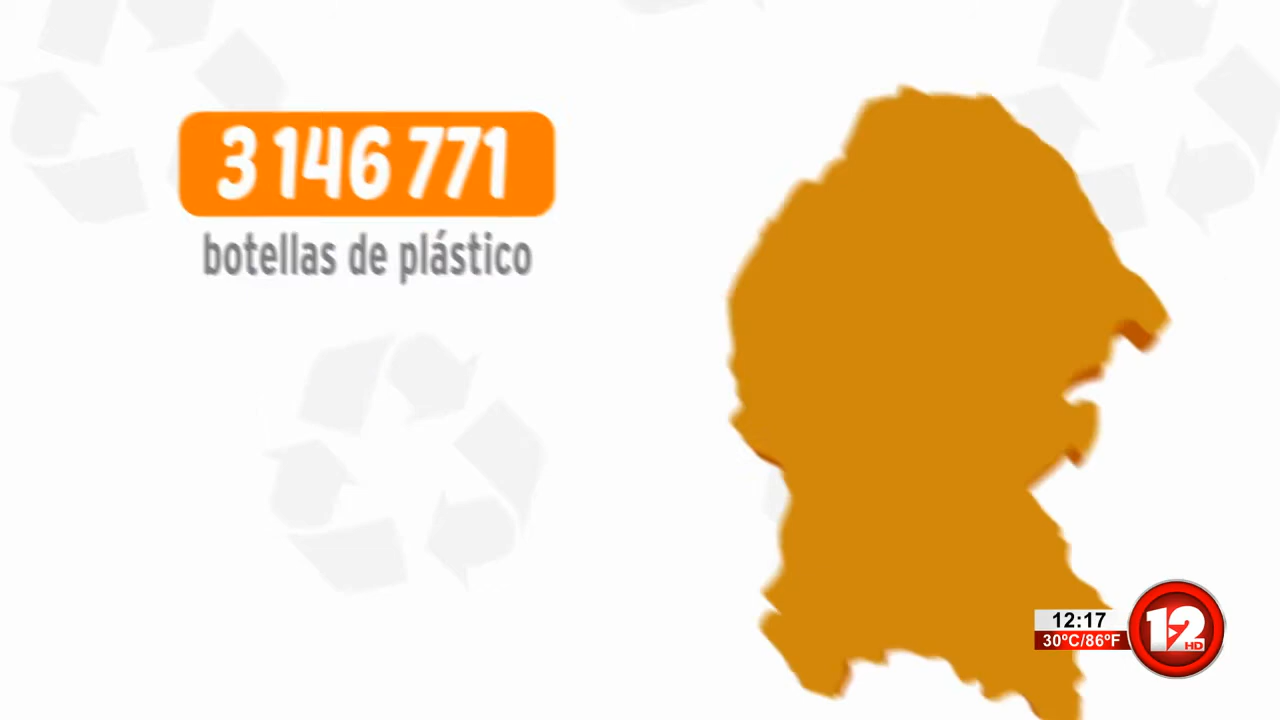 3 146 771
botellas de plástico
12:17
30ºC/86ºF
12
HD